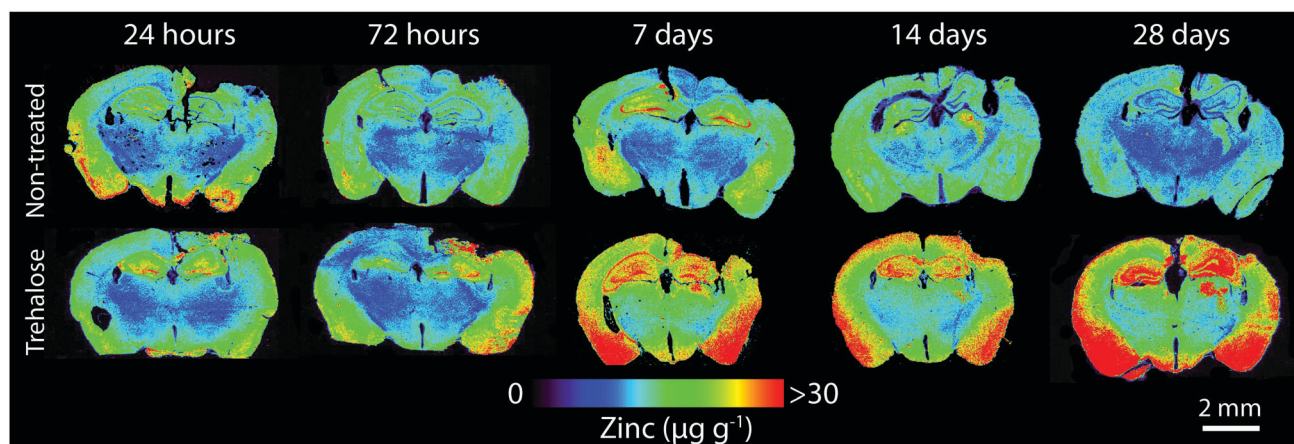 24 hours 72 hours 7 days 14 days 28 days
Non-treated
Trehalose
0 >30
Zinc (µg g⁻¹)
2 mm